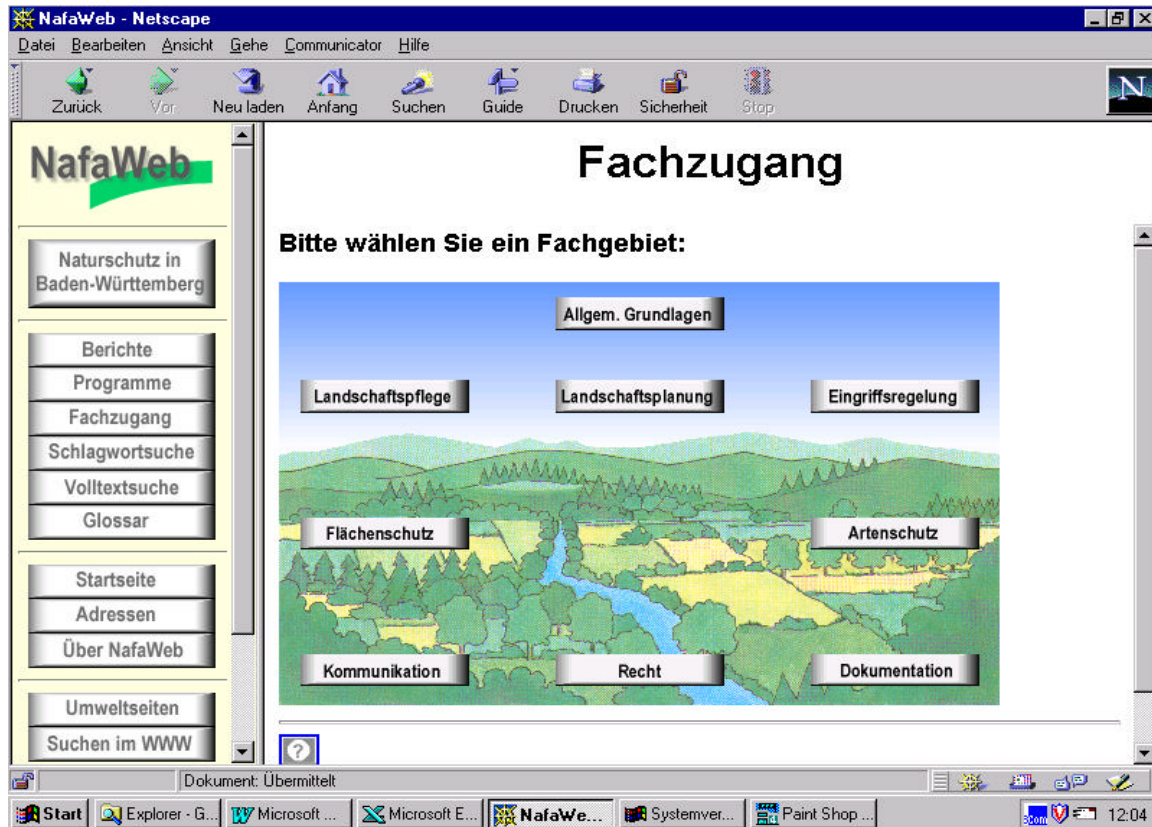 NafaWeb - Netscape
Datei Bearbeiten Ansicht Gehe Communicator Hilfe
Zurück Vor Neu laden Anfang Suchen Guide Drucken Sicherheit Stop
N
NafaWeb
Naturschutz in
Baden-Württemberg
Berichte
Programme
Fachzugang
Schlagwortsuche
Volltextsuche
Glossar
Startseite
Adressen
Über NafaWeb
Umweltseiten
Suchen im WWW
Fachzugang
Bitte wählen Sie ein Fachgebiet:
Allgem. Grundlagen
Landschaftspflege Landschaftsplanung Eingriffsregelung
Flächenschutz Artenschutz
Kommunikation Recht Dokumentation
?
Dokument: Übermittelt
Start Explorer - G... Microsoft ... Microsoft E... NafaWe... Systemver... Paint Shop ... 3Com 12:04